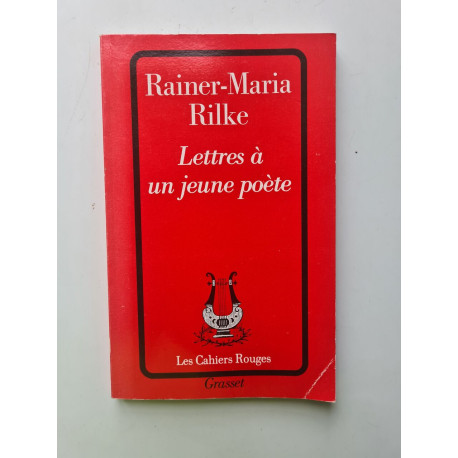 Rainer-Maria
Rilke
Lettres à
un jeune poète
Les Cahiers Rouges
Grasset